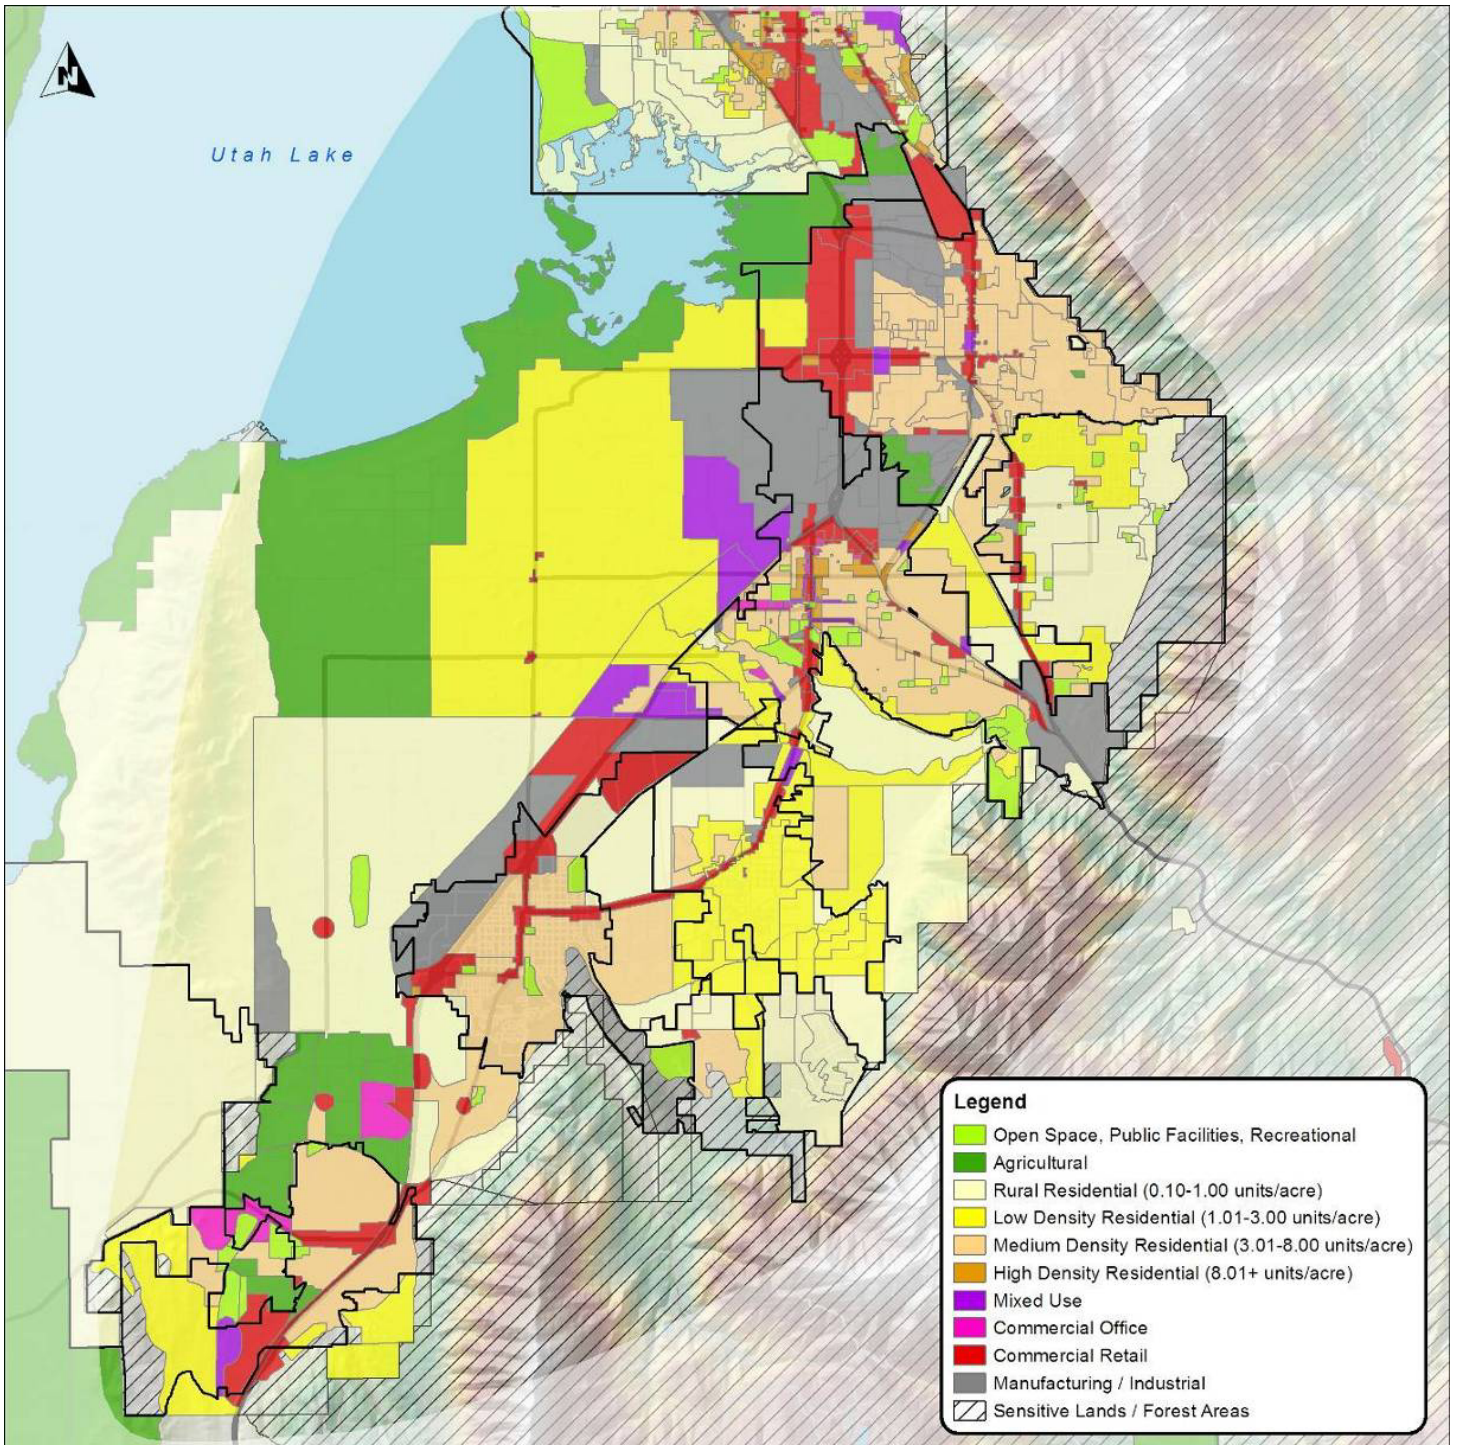 N
Utah Lake
Legend
Open Space, Public Facilities, Recreational
Agricultural
Rural Residential (0.10-1.00 units/acre)
Low Density Residential (1.01-3.00 units/acre)
Medium Density Residential (3.01-8.00 units/acre)
High Density Residential (8.01+ units/acre)
Mixed Use
Commercial Office
Commercial Retail
Manufacturing / Industrial
Sensitive Lands / Forest Areas